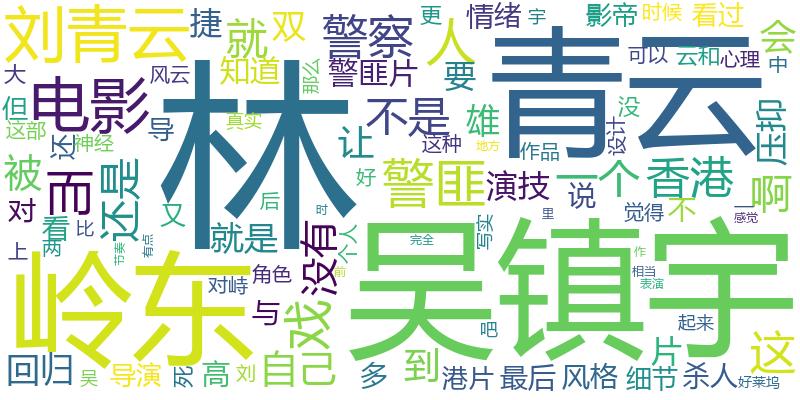 刘青云
捷
就
双
警察
人
情绪
更
宇
影帝
时候
看过
会
大
风云
知道
警匪片
那么
要
可以
云和
心理
中
电影
林
不是
雄
青云
没
但
这部
还
神经
导
真实
让
这种
地方
作品
设计
压抑
被
而
还是
好
警匪
演技
一个
香港
说
啊
对
看
又
后
个人
觉得
不
一
感觉
上
两
比
就是
没有
时
里
写实
节奏
有点
岭东
对峙
角色
与
戏
前
吴镇宇
完全
作
相当
表演
吧
起来
这
片
回归
吴
导演
死
高
刘
自己
多
到
港片
最后
风格
细节
杀人
好莱坞